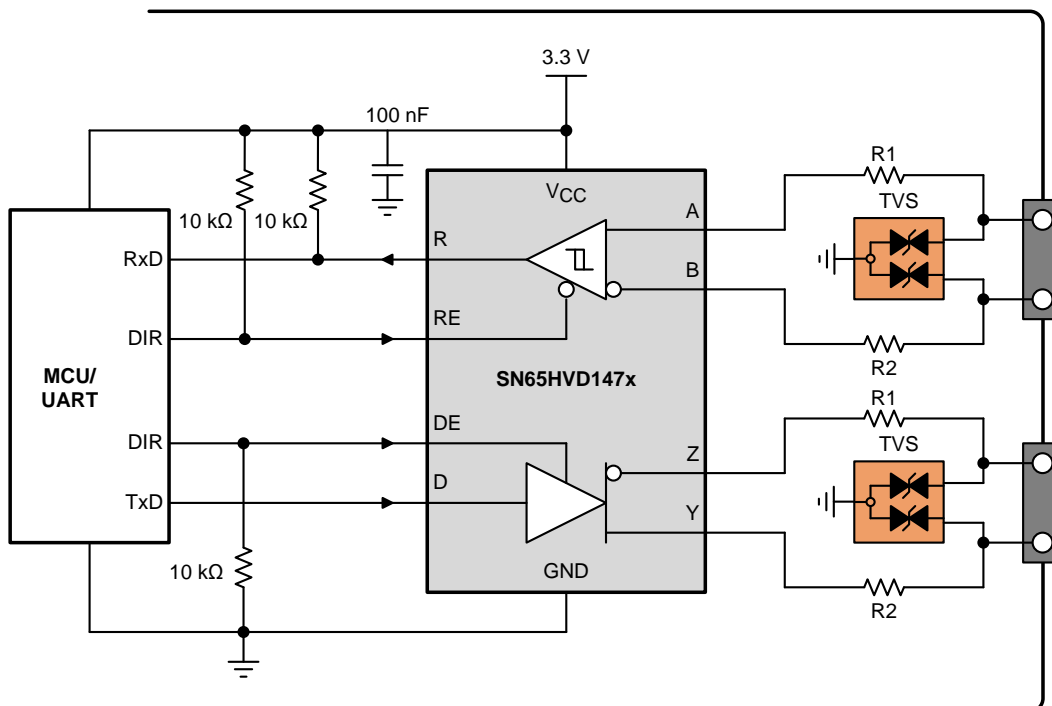 3.3 V
100 nF
R1
VCC
TVS
A
10 kΩ
10 kΩ
R
RxD
B
RE
DIR
R2
MCU/
UART
SN65HVD147x
R1
DE
TVS
DIR
Z
D
TxD
Y
10 kΩ
GND
R2